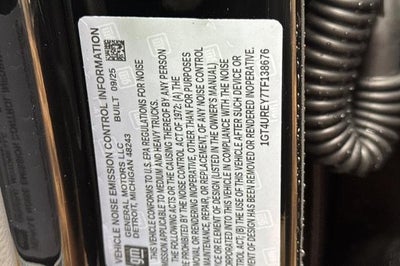 gm
VEHICLE NOISE EMISSION CONTROL INFORMATION
GENERAL MOTORS LLC BUILT 09/25
DETROIT, MICHIGAN 48243
THIS VEHICLE CONFORMS TO U.S. EPA REGULATIONS FOR NOISE
EMISSION APPLICABLE TO MEDIUM AND HEAVY TRUCKS.
THE FOLLOWING ACTS OR THE CAUSING THEREOF BY ANY PERSON
PROHIBITED BY THE NOISE CONTROL ACT OF 1972: (A) THE
REMOVAL OR RENDERING INOPERATIVE, OTHER THAN FOR PURPOSES
MAINTENANCE, REPAIR, OR REPLACEMENT, OF ANY NOISE CONTROL
OR ELEMENT OF DESIGN (LISTED IN THE OWNER'S MANUAL)
INTO THIS VEHICLE IN COMPLIANCE WITH THE NOISE
CONTROL ACT; (B) THE USE OF THIS VEHICLE AFTER SUCH DEVICE OR
OF DESIGN HAS BEEN REMOVED OR RENDERED INOPERATIVE.
1GT4UREY7TF138676